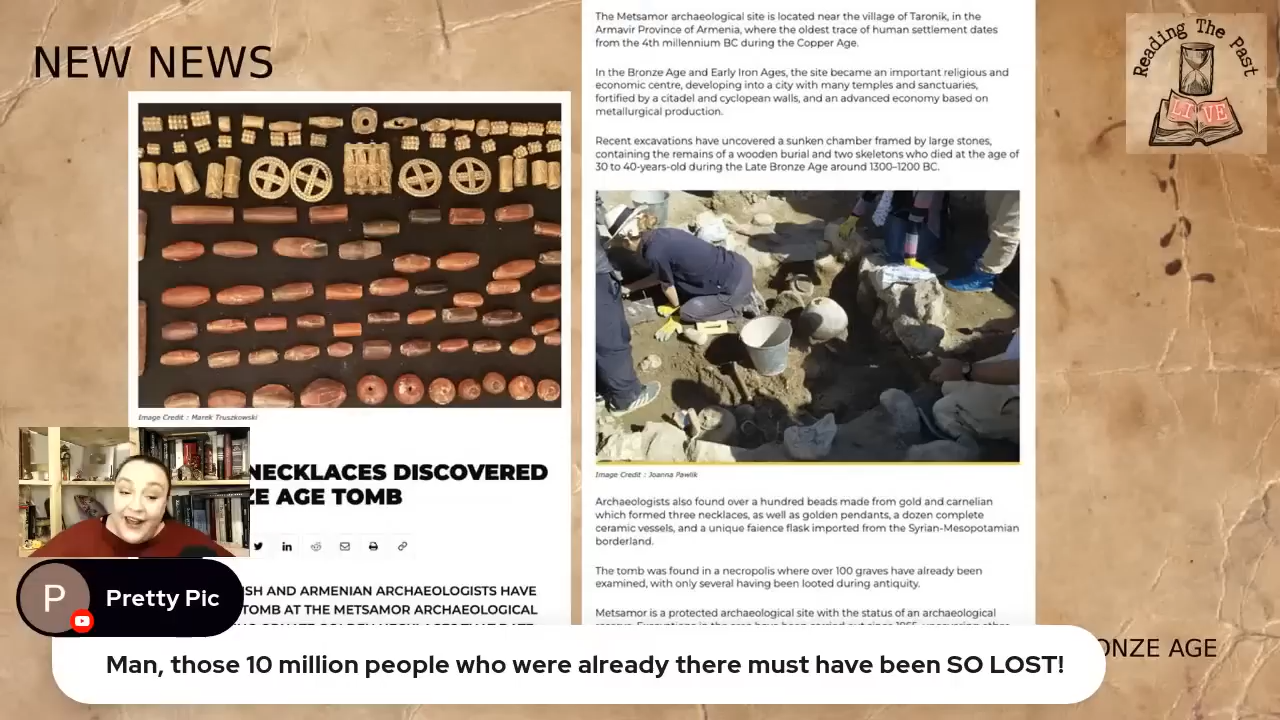 NEW NEWS
Reading The Past
LIVE
Image Credit : Marek Truszkowski
NECKLACES DISCOVERED
AGE TOMB
AND ARMENIAN ARCHAEOLOGISTS HAVE
TOMB AT THE METSAMOR ARCHAEOLOGICAL
The Metsamor archaeological site is located near the village of Taronik, in the
Armavir Province of Armenia, where the oldest trace of human settlement dates
from the 4th millennium BC during the Copper Age.
In the Bronze Age and Early Iron Ages, the site became an important religious and
economic centre, developing into a city with many temples and sanctuaries,
fortified by a citadel and cyclopean walls, and an advanced economy based on
metallurgical production.
Recent excavations have uncovered a sunken chamber framed by large stones,
containing the remains of a wooden burial and two skeletons who died at the age of
30 to 40-years-old during the Late Bronze Age around 1300–1200 BC.
Image Credit : Joanna Pawlik
Archaeologists also found over a hundred beads made from gold and carnelian
which formed three necklaces, as well as golden pendants, a dozen complete
ceramic vessels, and a unique faience flask imported from the Syrian-Mesopotamian
borderland.
The tomb was found in a necropolis where over 100 graves have already been
examined, with only several having been looted during antiquity.
Metsamor is a protected archaeological site with the status of an archaeological
AGE
P
Pretty Pic
Man, those 10 million people who were already there must have been SO LOST!